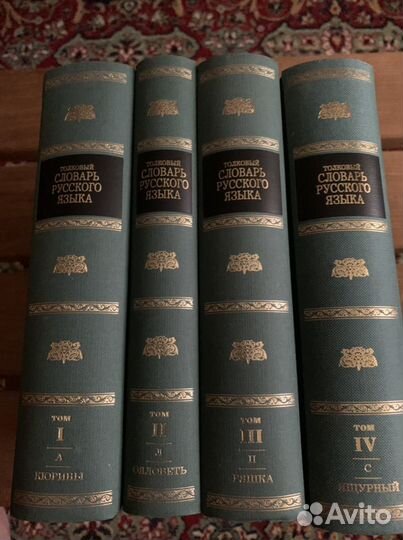 ТОЛКОВЫЙ
СЛОВАРЬ
РУССКОГО
ЯЗЫКА
ТОМ
I
А
КЮРИНЫ
ТОЛКОВЫЙ
СЛОВАРЬ
РУССКОГО
ЯЗЫКА
ТОМ
II
Л
ОЯЛОВЕТЬ
ТОЛКОВЫЙ
СЛОВАРЬ
РУССКОГО
ЯЗЫКА
ТОМ
III
П
РЯШКА
ТОЛКОВЫЙ
СЛОВАРЬ
РУССКОГО
ЯЗЫКА
ТОМ
IV
С
ЯЩУРНЫЙ
Avito